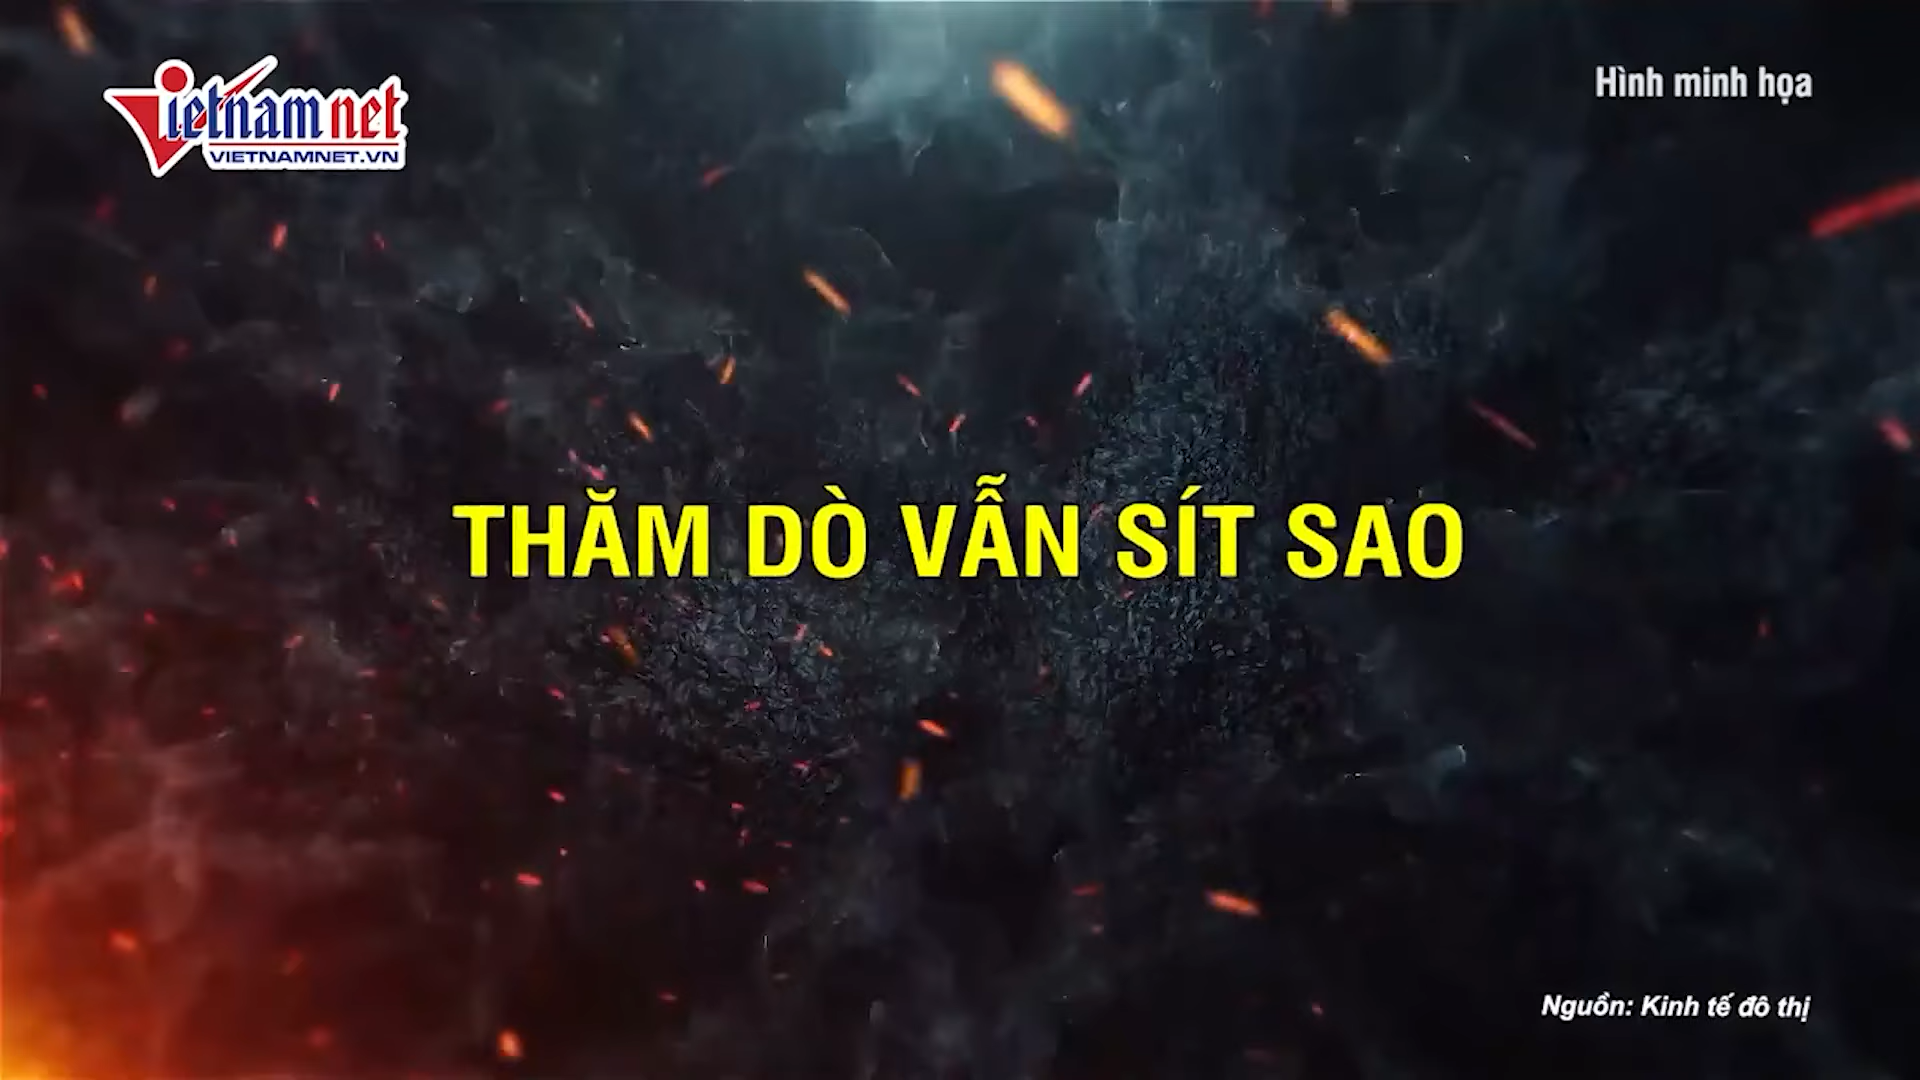 vietnamnet
VIETNAMNET.VN
Hình minh họa
THĂM DÒ VẪN SÍT SAO
Nguồn: Kinh tế đô thị